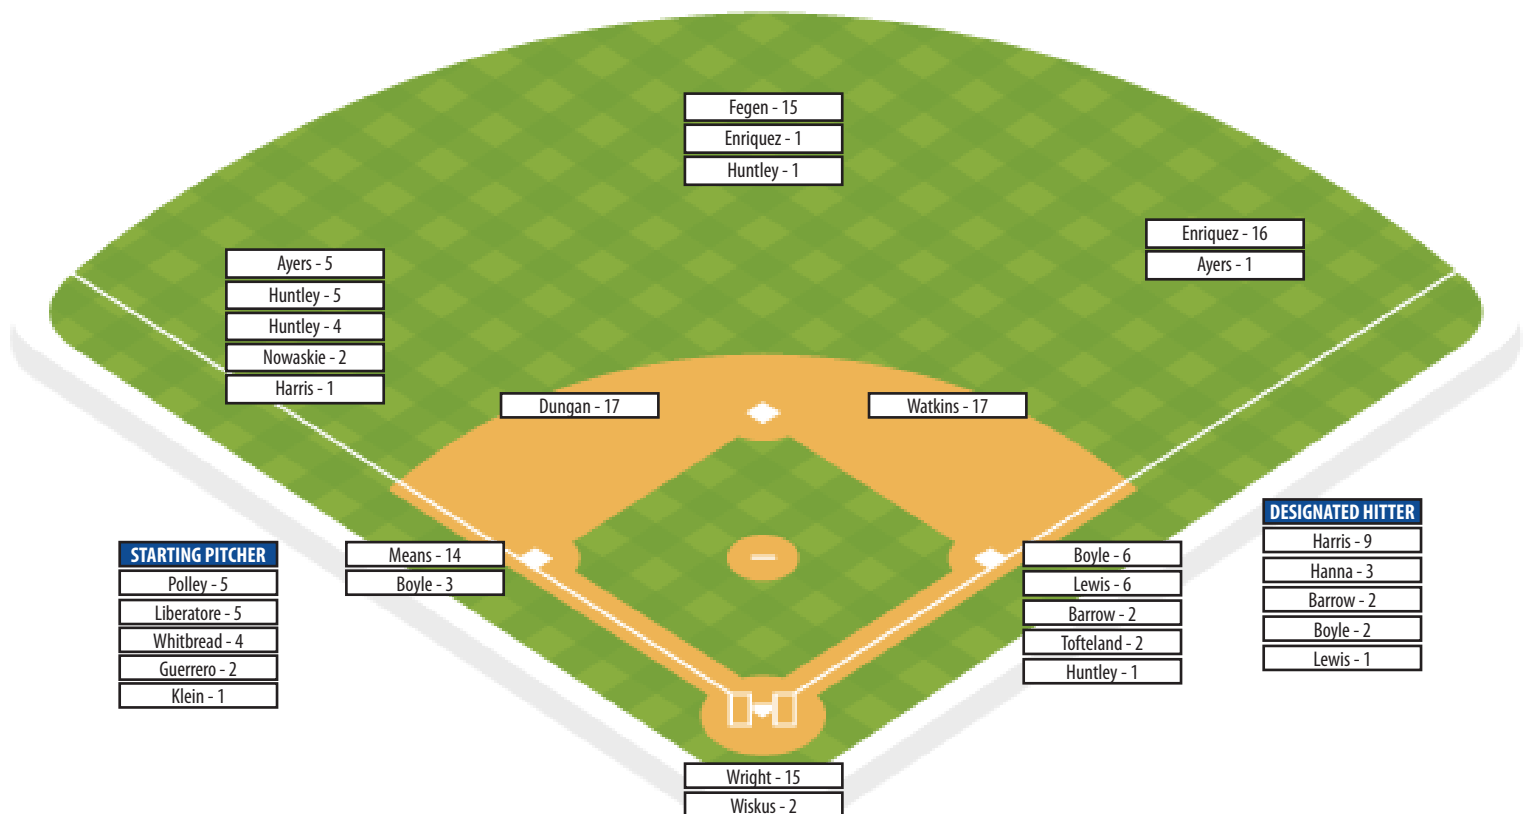 Fegen - 15
Enriquez - 1
Huntley - 1
Enriquez - 16
Ayers - 1
Ayers - 5
Huntley - 5
Huntley - 4
Nowaskie - 2
Harris - 1
Dungan - 17
Watkins - 17
STARTING PITCHER
Polley - 5
Liberatore - 5
Whitbread - 4
Guerrero - 2
Klein - 1
Means - 14
Boyle - 3
Boyle - 6
Lewis - 6
Barrow - 2
Tofteland - 2
Huntley - 1
DESIGNATED HITTER
Harris - 9
Hanna - 3
Barrow - 2
Boyle - 2
Lewis - 1
Wright - 15
Wiskus - 2